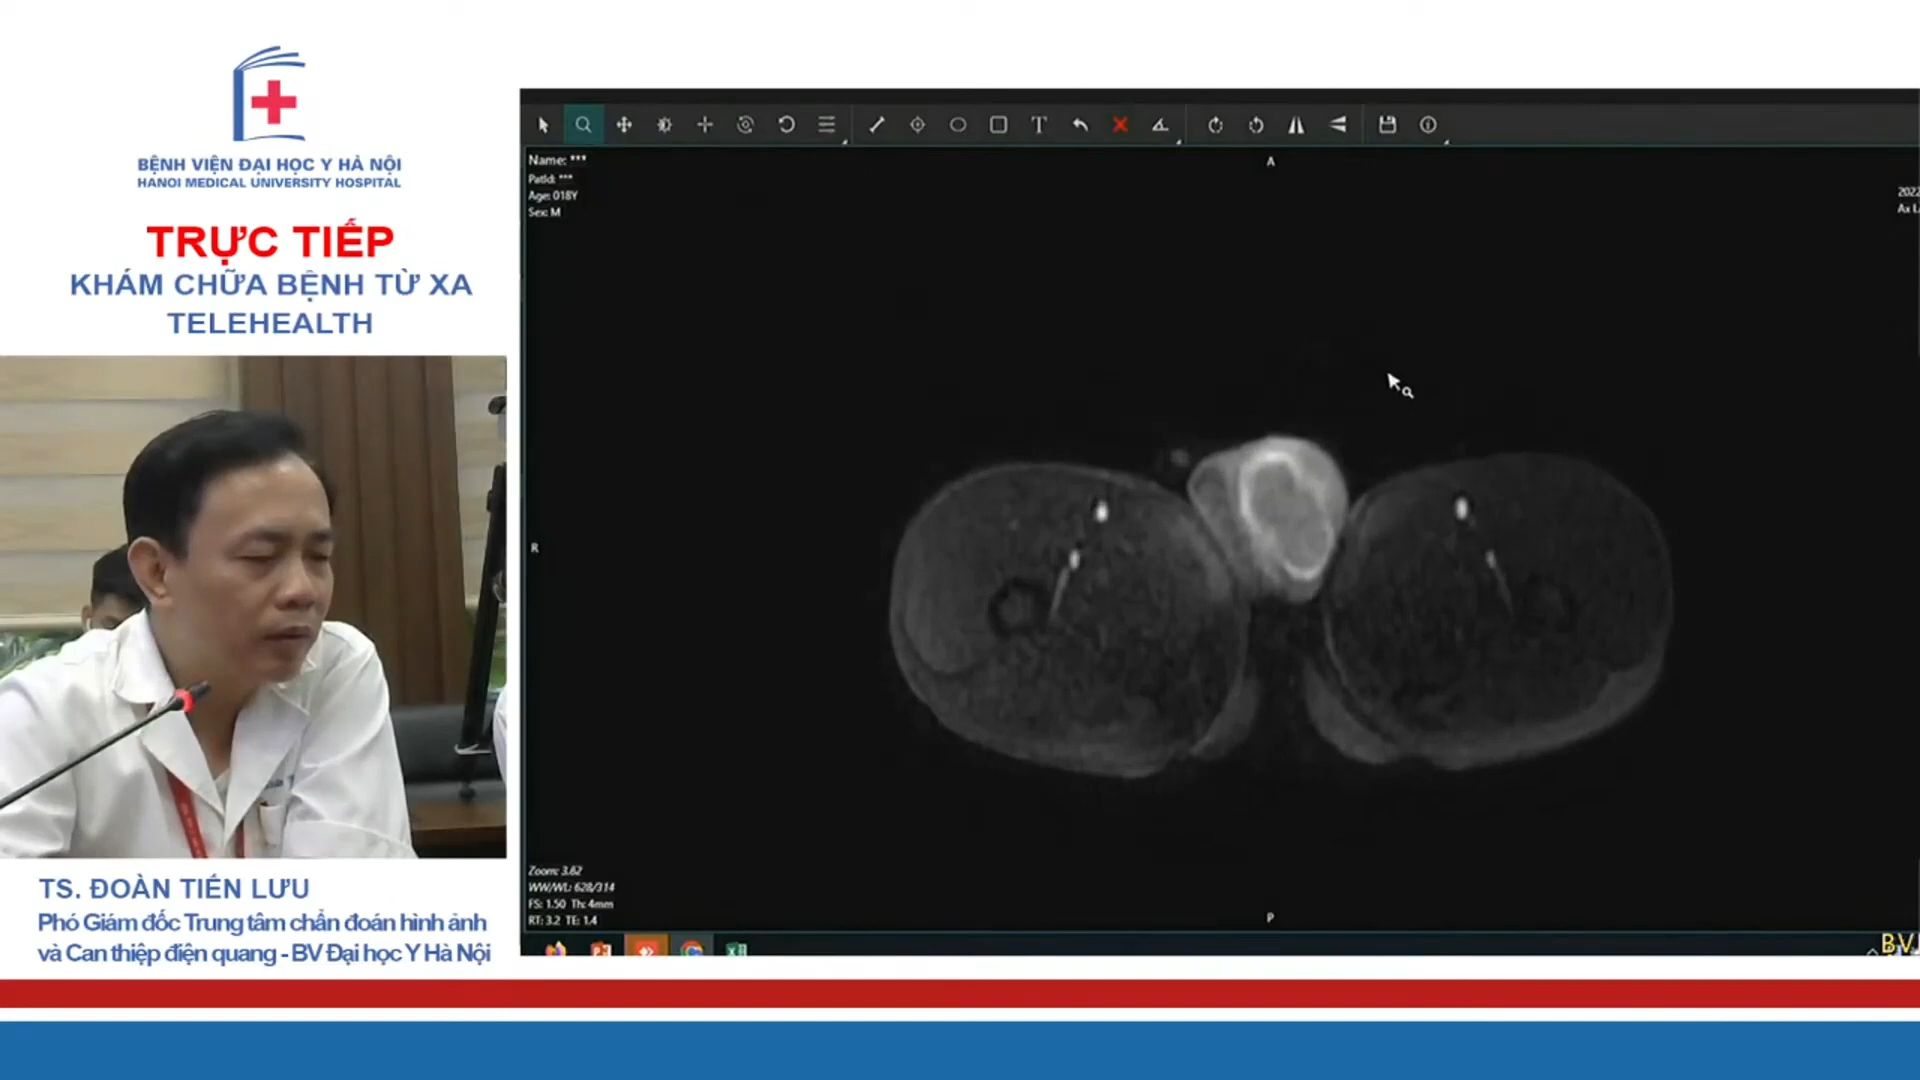 BỆNH VIỆN ĐẠI HỌC Y HÀ NỘI
HANOI MEDICAL UNIVERSITY HOSPITAL
TRỰC TIẾP
KHÁM CHỮA BỆNH TỪ XA
TELEHEALTH
TS. ĐOÀN TIẾN LƯU
Phó Giám đốc Trung tâm chẩn đoán hình ảnh
và Can thiệp điện quang - BV Đại học Y Hà Nội
Name: ***
PatId: ***
Age: 018Y
Sex: M
A
2022
Ax L
R
Zoom: 3.62
WW/WL: 628/314
FS: 1.50 Th: 4mm
RT: 3.2 TE: 1.4
P
BV